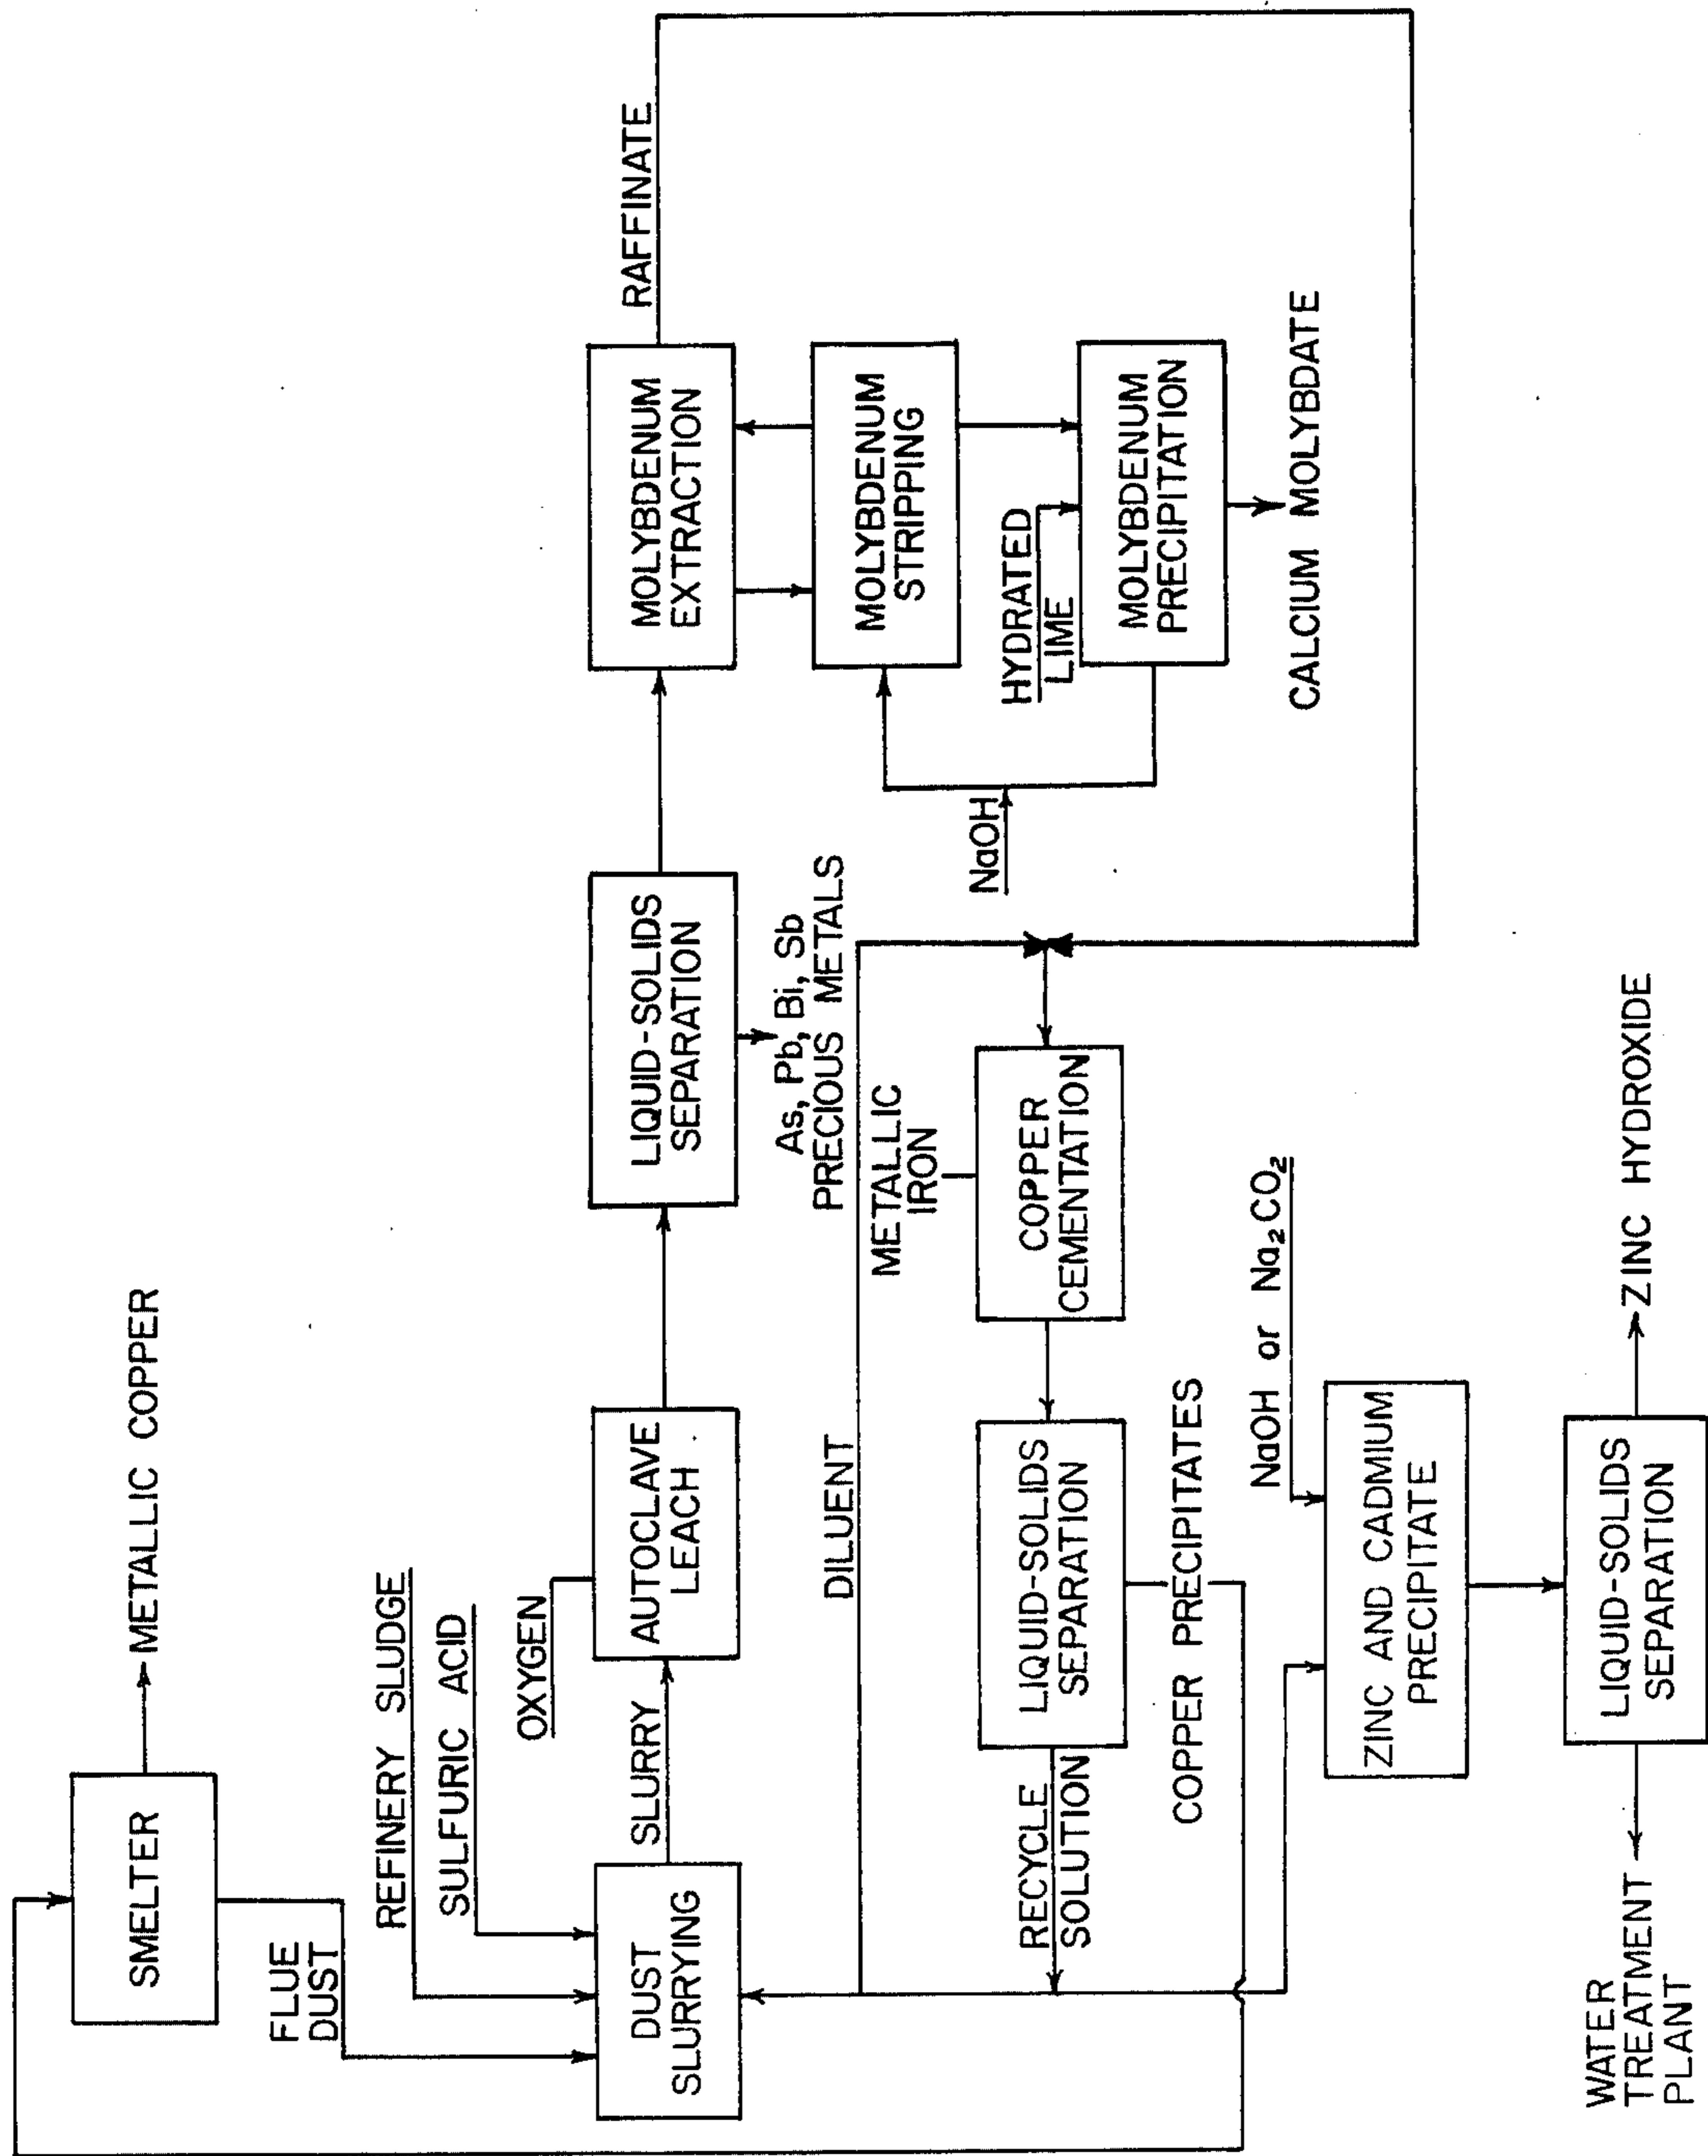 SMELTER
METALLIC COPPER
FLUE
DUST
REFINERY SLUDGE
SULFURIC ACID
DUST
SLURRYING
SLURRY
OXYGEN
AUTOCLAVE
LEACH
LIQUID-SOLIDS
SEPARATION
As, Pb, Bi, Sb
PRECIOUS METALS
MOLYBDENUM
EXTRACTION
RAFFINATE
MOLYBDENUM
STRIPPING
HYDRATED
LIME
MOLYBDENUM
PRECIPITATION
NaOH
CALCIUM MOLYBDATE
DILUENT
METALLIC
IRON
COPPER
CEMENTATION
LIQUID-SOLIDS
SEPARATION
RECYCLE
SOLUTION
COPPER PRECIPITATES
NaOH or Na₂CO₂
ZINC AND CADMIUM
PRECIPITATE
LIQUID-SOLIDS
SEPARATION
ZINC HYDROXIDE
WATER
TREATMENT
PLANT